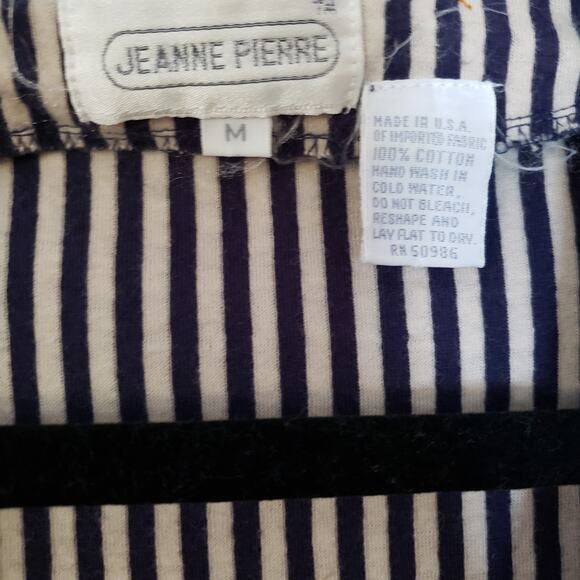 JEANNE PIERRE
M
MADE IN U.S.A.
OF IMPORTED FABRIC
100% COTTON
HAND WASH IN
COLD WATER,
DO NOT BLEACH,
RESHAPE AND
LAY FLAT TO DRY.
RN 50986